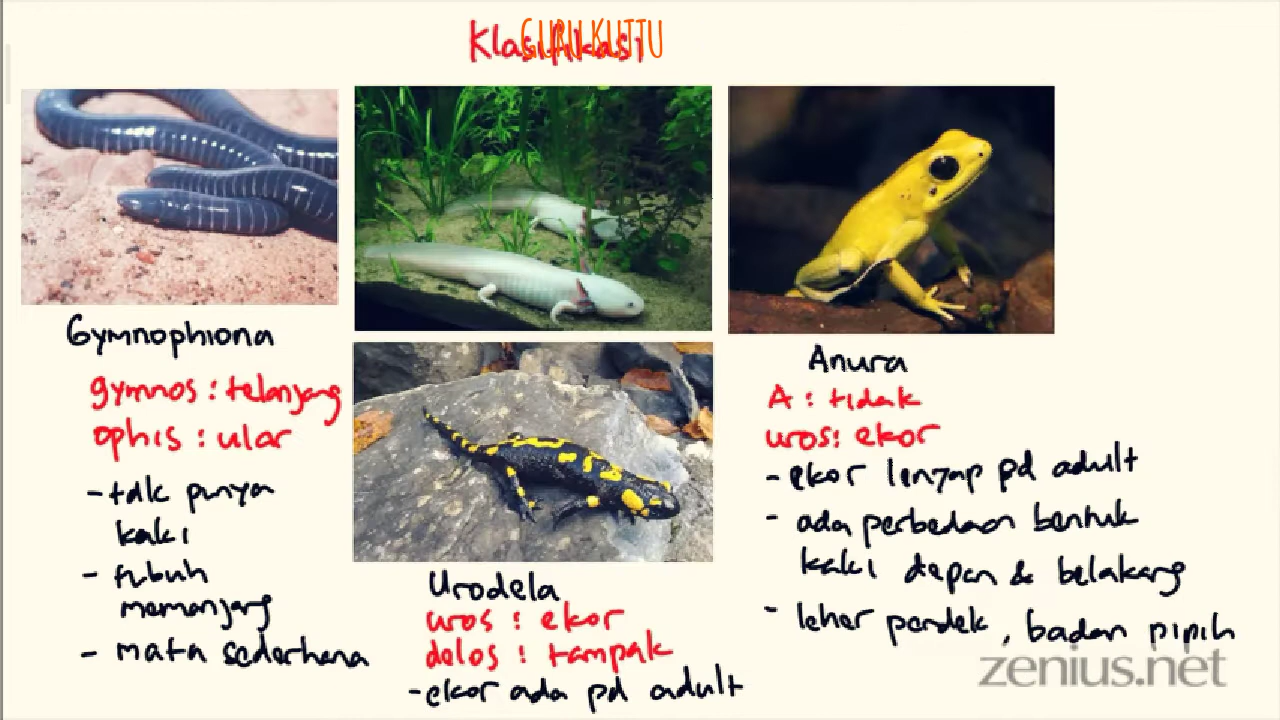 Klasifikasi
GURU KUTTU
Gymnophiona
gymnos : telanjang
ophis : ular
- tdk punya
kaki
- tubuh
memanjang
- mata sederhana
Urodela
uros : ekor
delos : tampak
- ekor ada pd adult
Anura
A : tidak
uros : ekor
- ekor lenyap pd adult
- ada perbedaan bentuk
kaki depan & belakang
- leher pendek, badan pipih
zenius.net